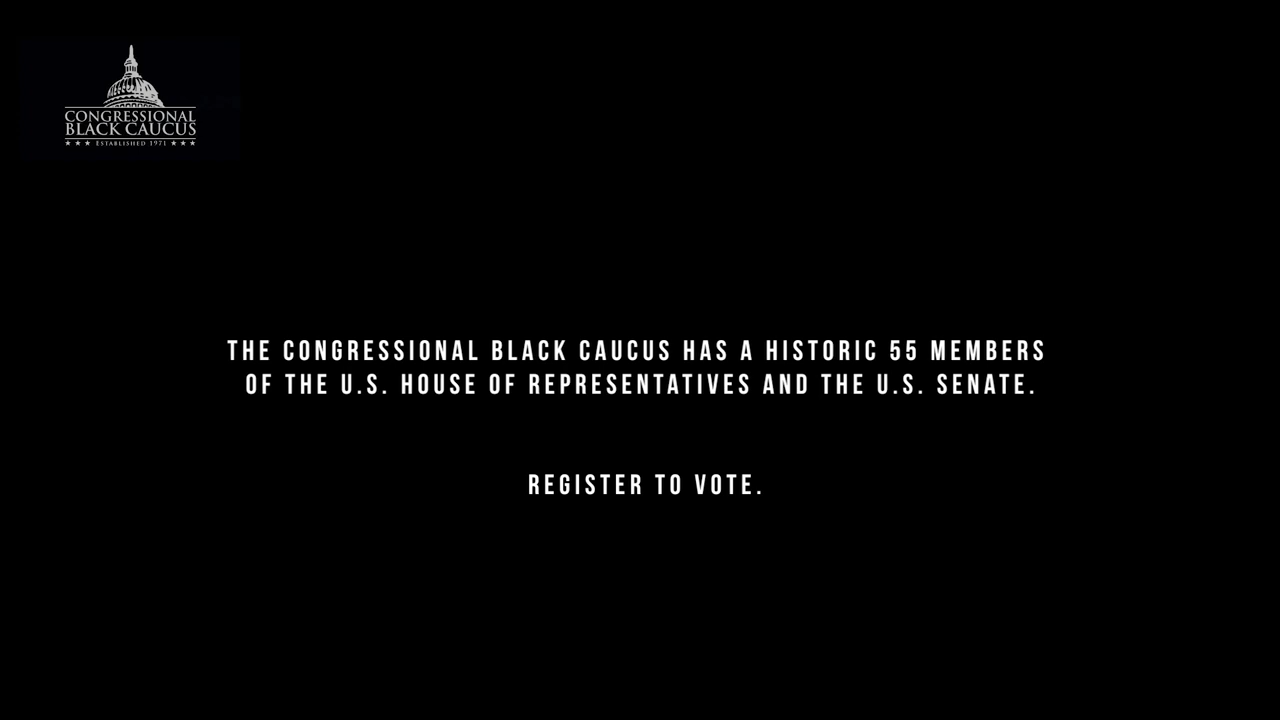 CONGRESSIONAL
BLACK CAUCUS
ESTABLISHED 1971
THE CONGRESSIONAL BLACK CAUCUS HAS A HISTORIC 55 MEMBERS
OF THE U.S. HOUSE OF REPRESENTATIVES AND THE U.S. SENATE.
REGISTER TO VOTE.